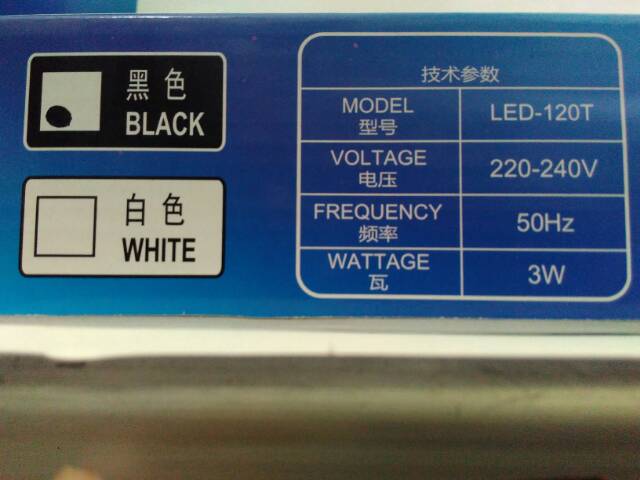 黑色
BLACK
白色
WHITE
技术参数
MODEL
型号
LED-120T
VOLTAGE
电压
220-240V
FREQUENCY
频率
50Hz
WATTAGE
瓦
3W